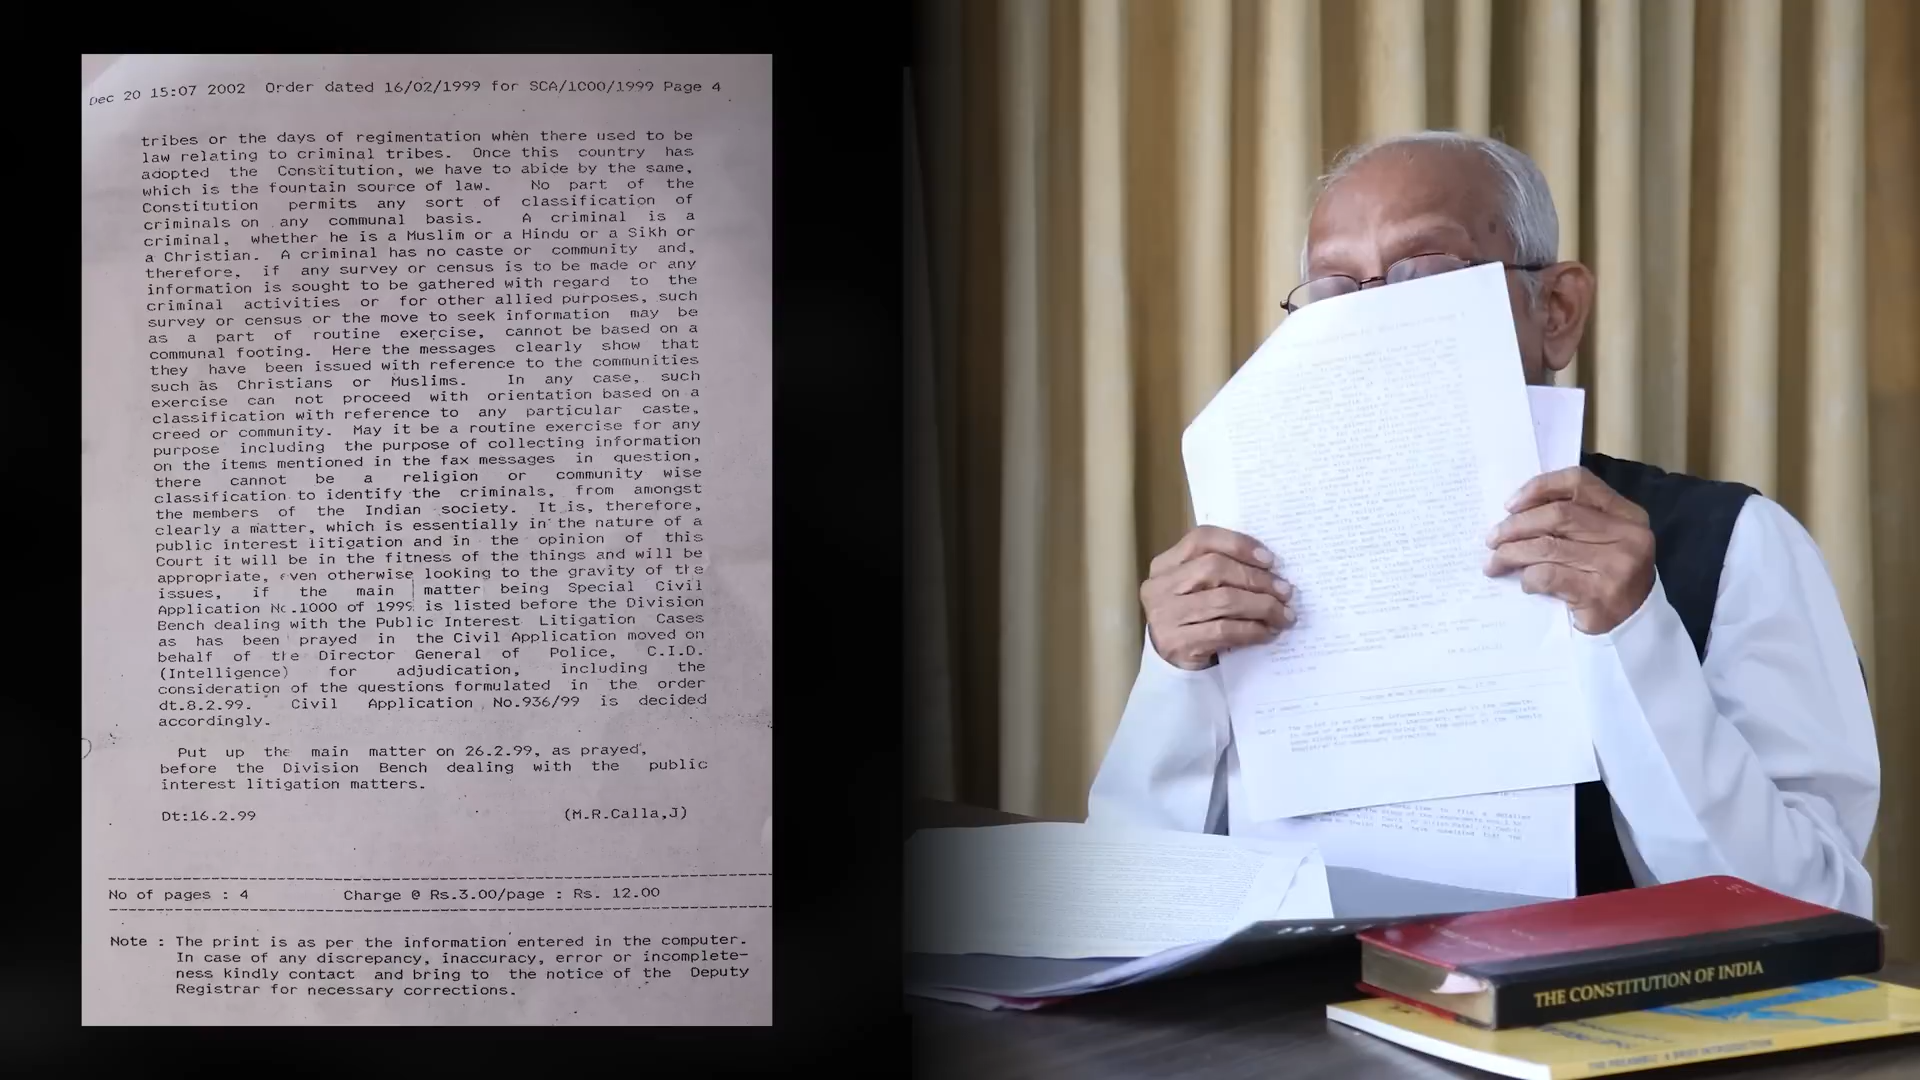 Dec 20 15:07 2002 Order dated 16/02/1999 for SCA/1000/1999 Page 4
tribes or the days of regimentation when there used to be
law relating to criminal tribes. Once this country has
adopted the Constitution, we have to abide by the same,
which is the fountain source of law. No part of the
Constitution permits any sort of classification of
criminals on any communal basis. A criminal is a
criminal, whether he is a Muslim or a Hindu or a Sikh or
a Christian. A criminal has no caste or community and,
therefore, if any survey or census is to be made or any
information is sought to be gathered with regard to the
criminal activities or for other allied purposes, such
survey or census or the move to seek information may be
as a part of routine exercise, cannot be based on a
communal footing. Here the messages clearly show that
they have been issued with reference to the communities
such as Christians or Muslims. In any case, such
exercise can not proceed with orientation based on a
classification with reference to any particular caste,
creed or community. May it be a routine exercise for any
purpose including the purpose of collecting information
on the items mentioned in the fax messages in question,
there cannot be a religion or community wise
classification to identify the criminals, from amongst
the members of the Indian society. It is, therefore,
clearly a matter, which is essentially in the nature of a
public interest litigation and in the opinion of this
Court it will be in the fitness of the things and will be
appropriate, even otherwise looking to the gravity of the
issues, if the main matter being Special Civil
Application No.1000 of 1999 is listed before the Division
Bench dealing with the Public Interest Litigation Cases
as has been prayed in the Civil Application moved on
behalf of the Director General of Police, C.I.D.
(Intelligence) for adjudication, including the
consideration of the questions formulated in the order
dt.8.2.99. Civil Application No.936/99 is decided
accordingly.
Put up the main matter on 26.2.99, as prayed,
before the Division Bench dealing with the public
interest litigation matters.
Dt:16.2.99 (M.R.Calla,J)
No of pages : 4 Charge @ Rs.3.00/page : Rs. 12.00
Note : The print is as per the information entered in the computer.
In case of any discrepancy, inaccuracy, error or incomplete-
ness kindly contact and bring to the notice of the Deputy
Registrar for necessary corrections.
THE CONSTITUTION OF INDIA